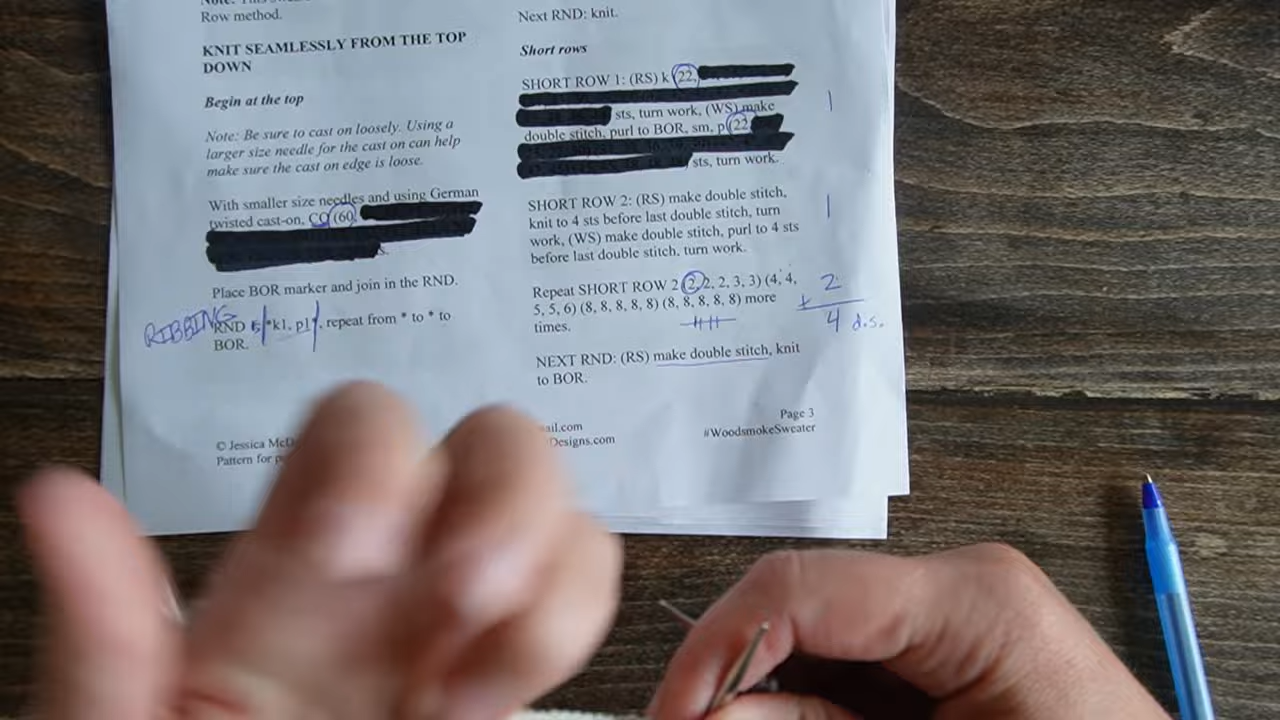 Row method.
KNIT SEAMLESSLY FROM THE TOP
DOWN
Begin at the top
Note: Be sure to cast on loosely. Using a
larger size needle for the cast on can help
make sure the cast on edge is loose.
With smaller size needles and using German
twisted cast-on, CO (60,
Place BOR marker and join in the RND.
RIBBING
RND *k1, p1*, repeat from * to * to
BOR.
© Jessica McD
Pattern for p
Next RND: knit.
Short rows
SHORT ROW 1: (RS) k (22,
sts, turn work, (WS) make
double stitch, purl to BOR, sm, p(22
sts, turn work.
1
SHORT ROW 2: (RS) make double stitch,
knit to 4 sts before last double stitch, turn
work, (WS) make double stitch, purl to 4 sts
before last double stitch, turn work.
1
Repeat SHORT ROW 2 (2, 2, 2, 3, 3) (4, 4,
5, 5, 6) (8, 8, 8, 8, 8) (8, 8, 8, 8, 8) more
times.
2
+
4 d.s.
NEXT RND: (RS) make double stitch, knit
to BOR.
ail.com
Designs.com
Page 3
#WoodsmokeSweater